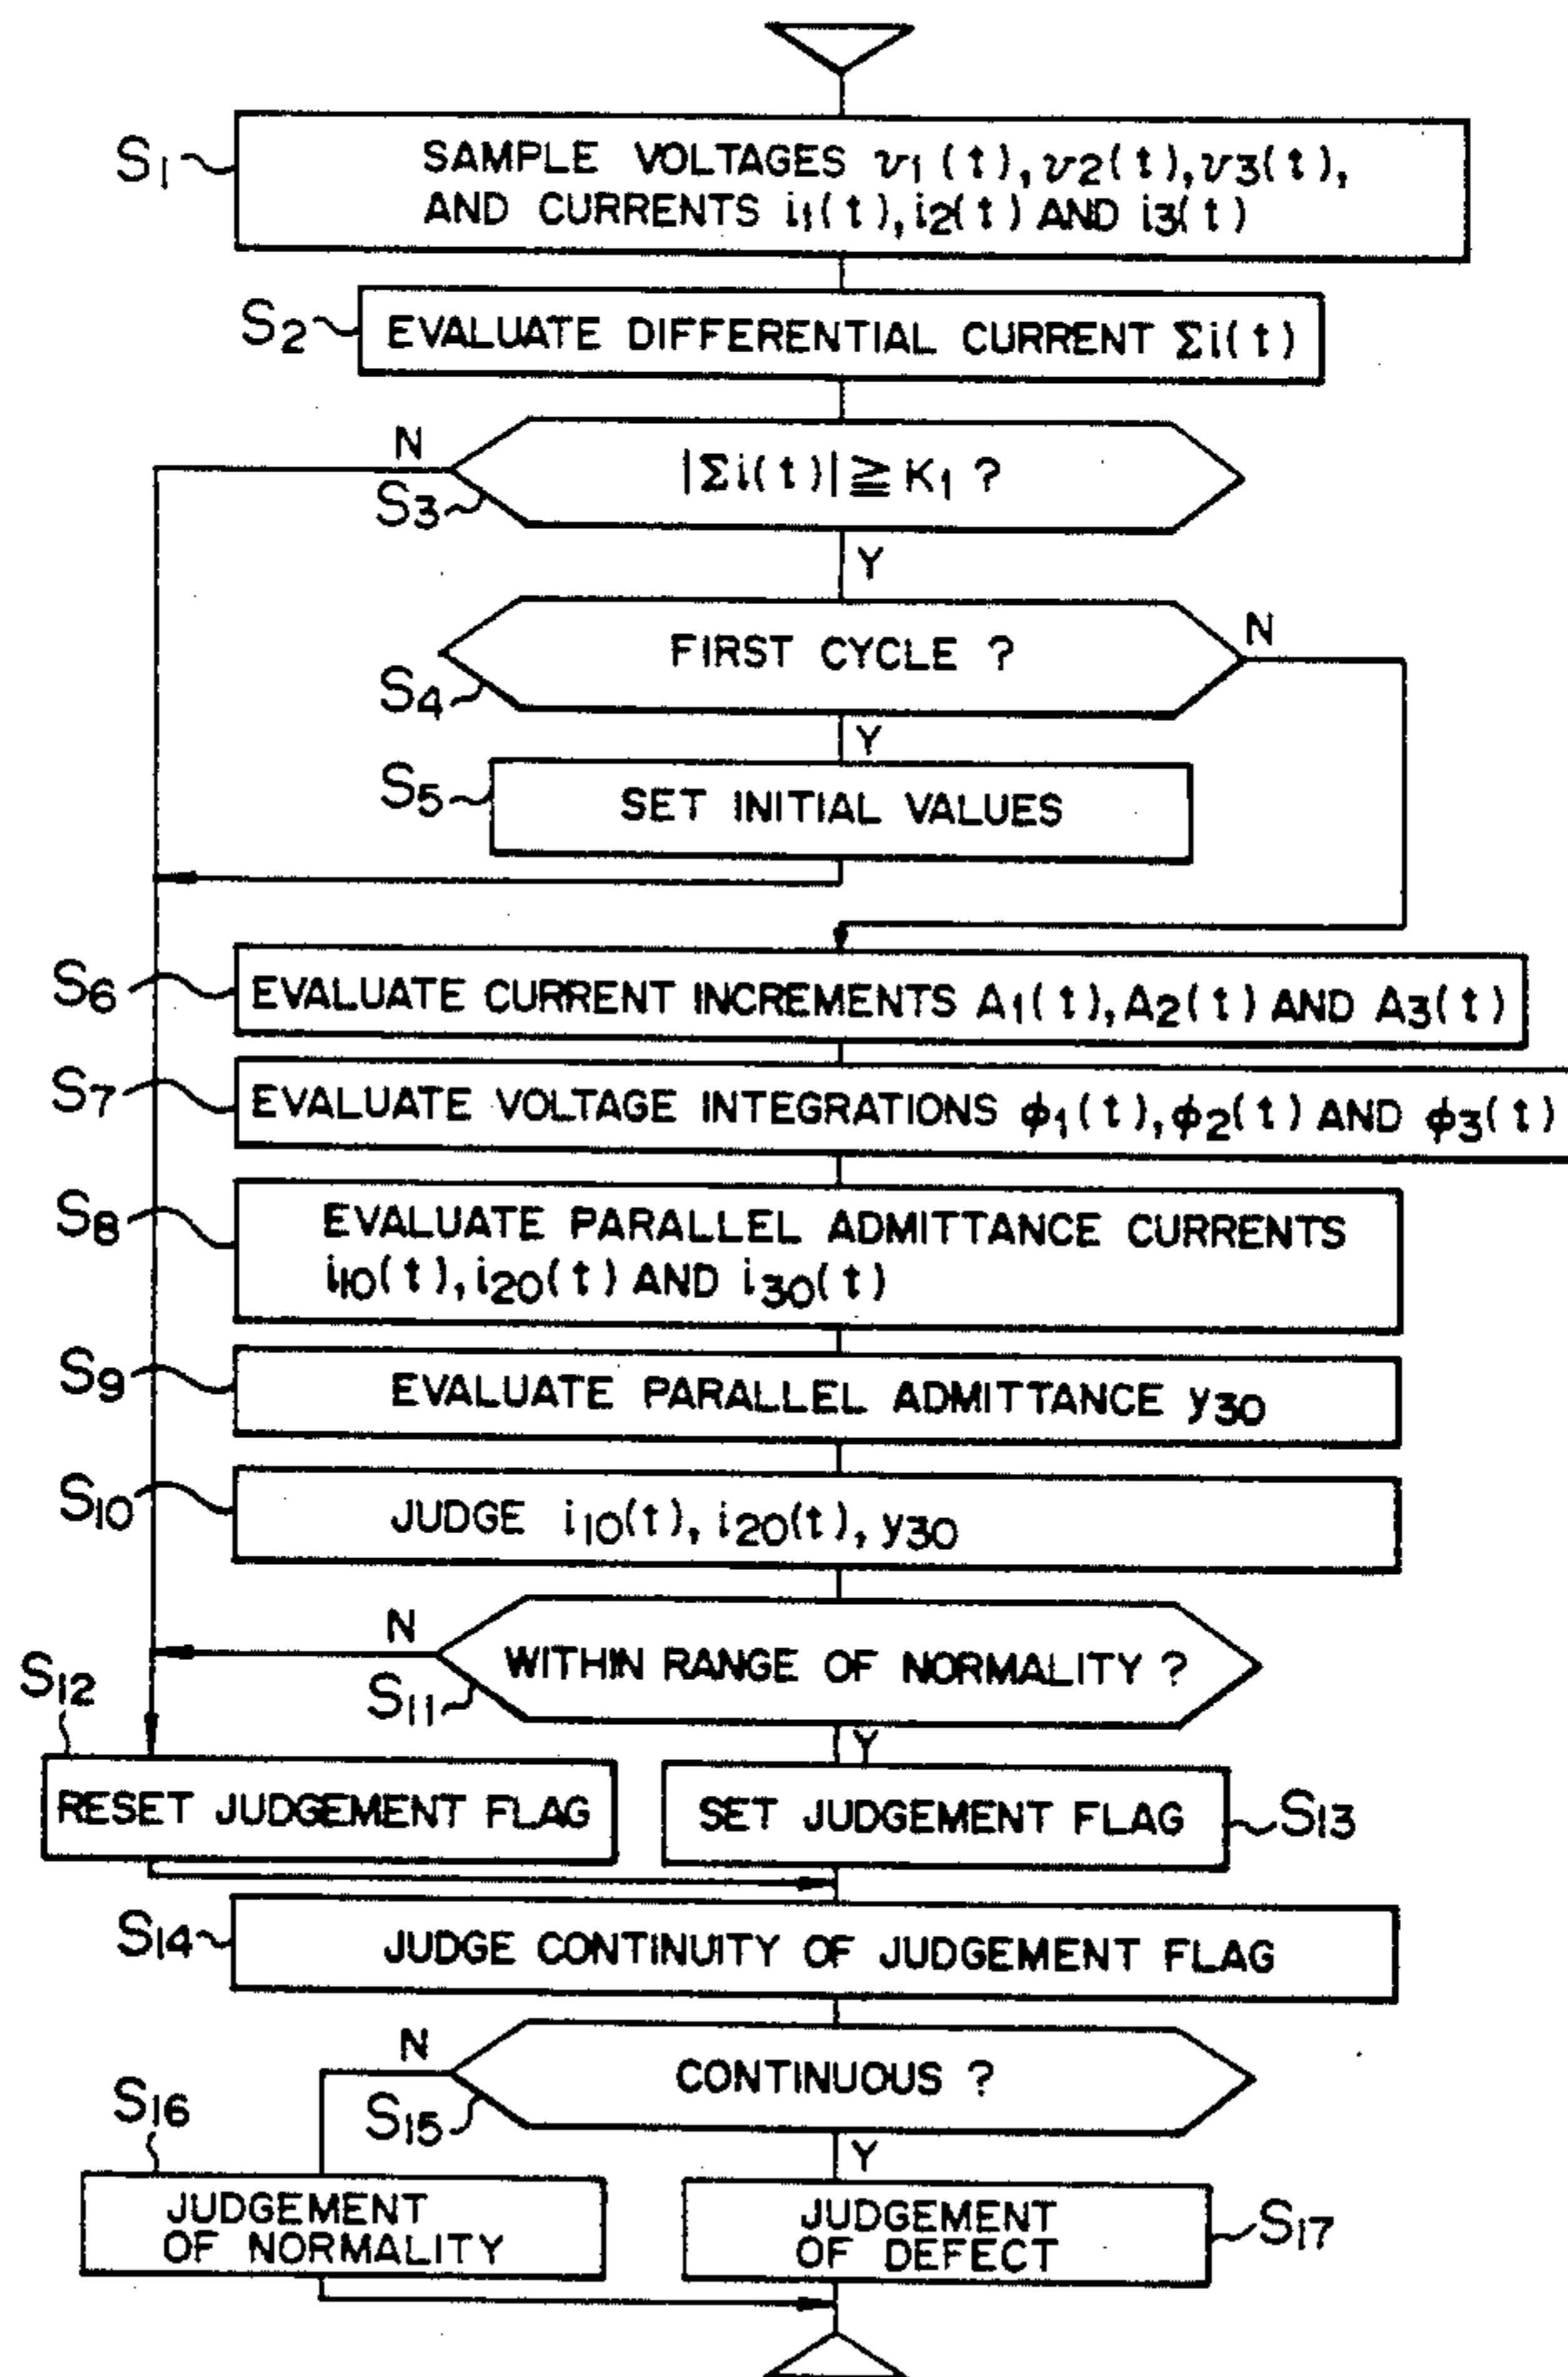 S1
SAMPLE VOLTAGES v1(t), v2(t), v3(t),
AND CURRENTS i1(t), i2(t) AND i3(t)
S2
EVALUATE DIFFERENTIAL CURRENT Σi(t)
N
|Σi(t)| ≧ K1 ?
S3
Y
FIRST CYCLE ?
N
S4
Y
S5
SET INITIAL VALUES
S6
EVALUATE CURRENT INCREMENTS A1(t), A2(t) AND A3(t)
S7
EVALUATE VOLTAGE INTEGRATIONS ϕ1(t), ϕ2(t) AND ϕ3(t)
S8
EVALUATE PARALLEL ADMITTANCE CURRENTS
i10(t), i20(t) AND i30(t)
S9
EVALUATE PARALLEL ADMITTANCE y30
S10
JUDGE i10(t), i20(t), y30
N
WITHIN RANGE OF NORMALITY ?
S11
Y
S12
RESET JUDGEMENT FLAG
SET JUDGEMENT FLAG
S13
S14
JUDGE CONTINUITY OF JUDGEMENT FLAG
N
CONTINUOUS ?
S15
Y
S16
JUDGEMENT
OF NORMALITY
JUDGEMENT
OF DEFECT
S17